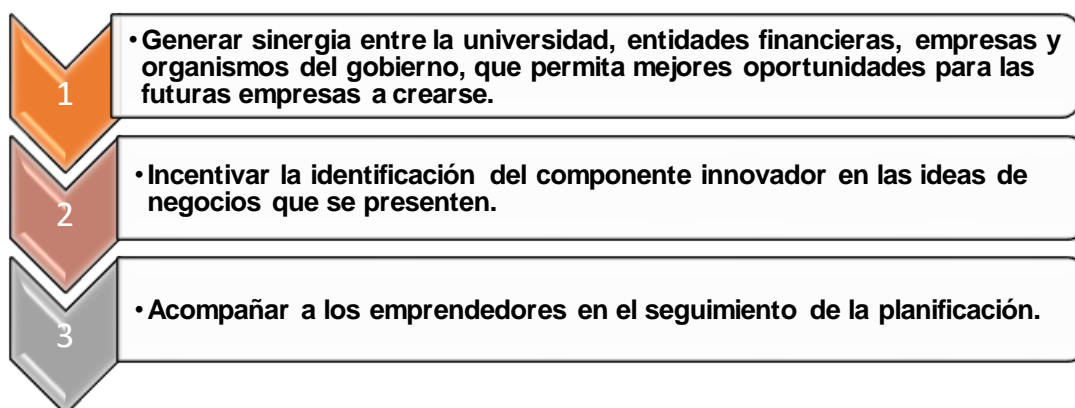 1
• Generar sinergia entre la universidad, entidades financieras, empresas y
organismos del gobierno, que permita mejores oportunidades para las
futuras empresas a crearse.
2
• Incentivar la identificación del componente innovador en las ideas de
negocios que se presenten.
3
• Acompañar a los emprendedores en el seguimiento de la planificación.